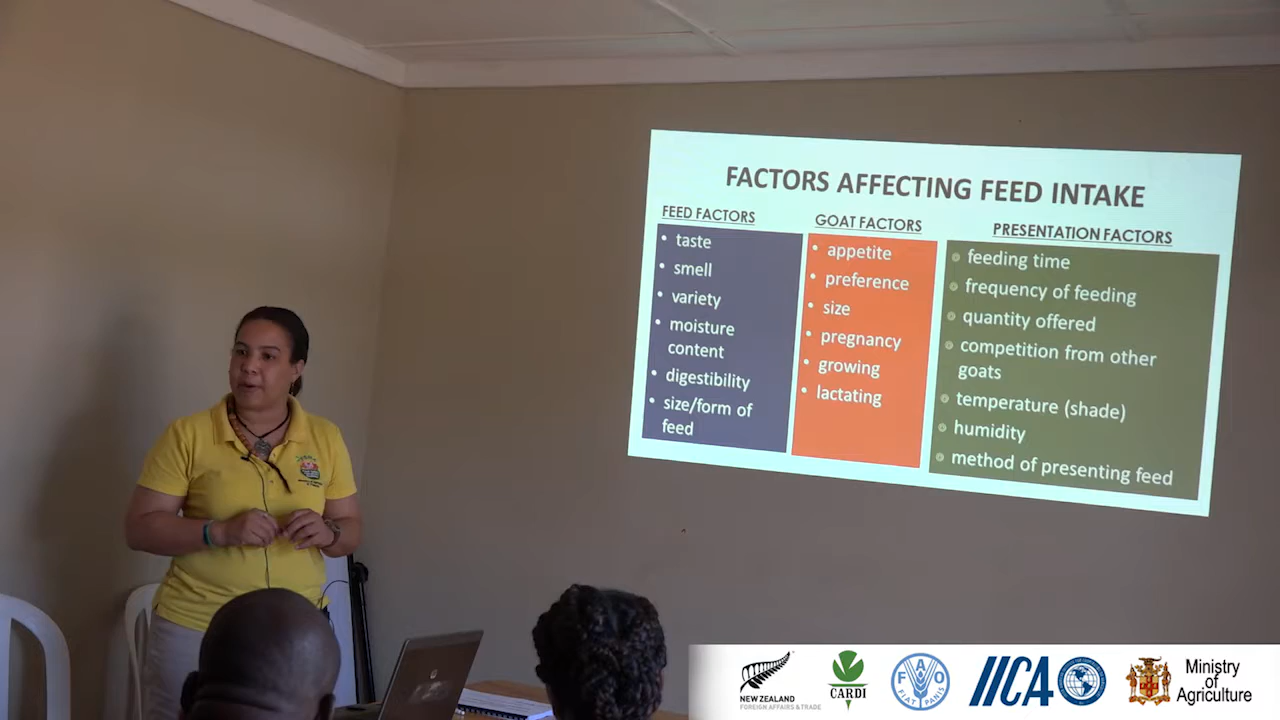 FACTORS AFFECTING FEED INTAKE
FEED FACTORS
• taste
• smell
• variety
• moisture
content
• digestibility
• size/form of
feed
GOAT FACTORS
• appetite
• preference
• size
• pregnancy
• growing
• lactating
PRESENTATION FACTORS
feeding time
frequency of feeding
quantity offered
competition from other
goats
temperature (shade)
humidity
method of presenting feed
NEW ZEALAND
FOREIGN AFFAIRS & TRADE
CARDI
FAO
FIAT PANIS
IICA
Ministry
of
Agriculture